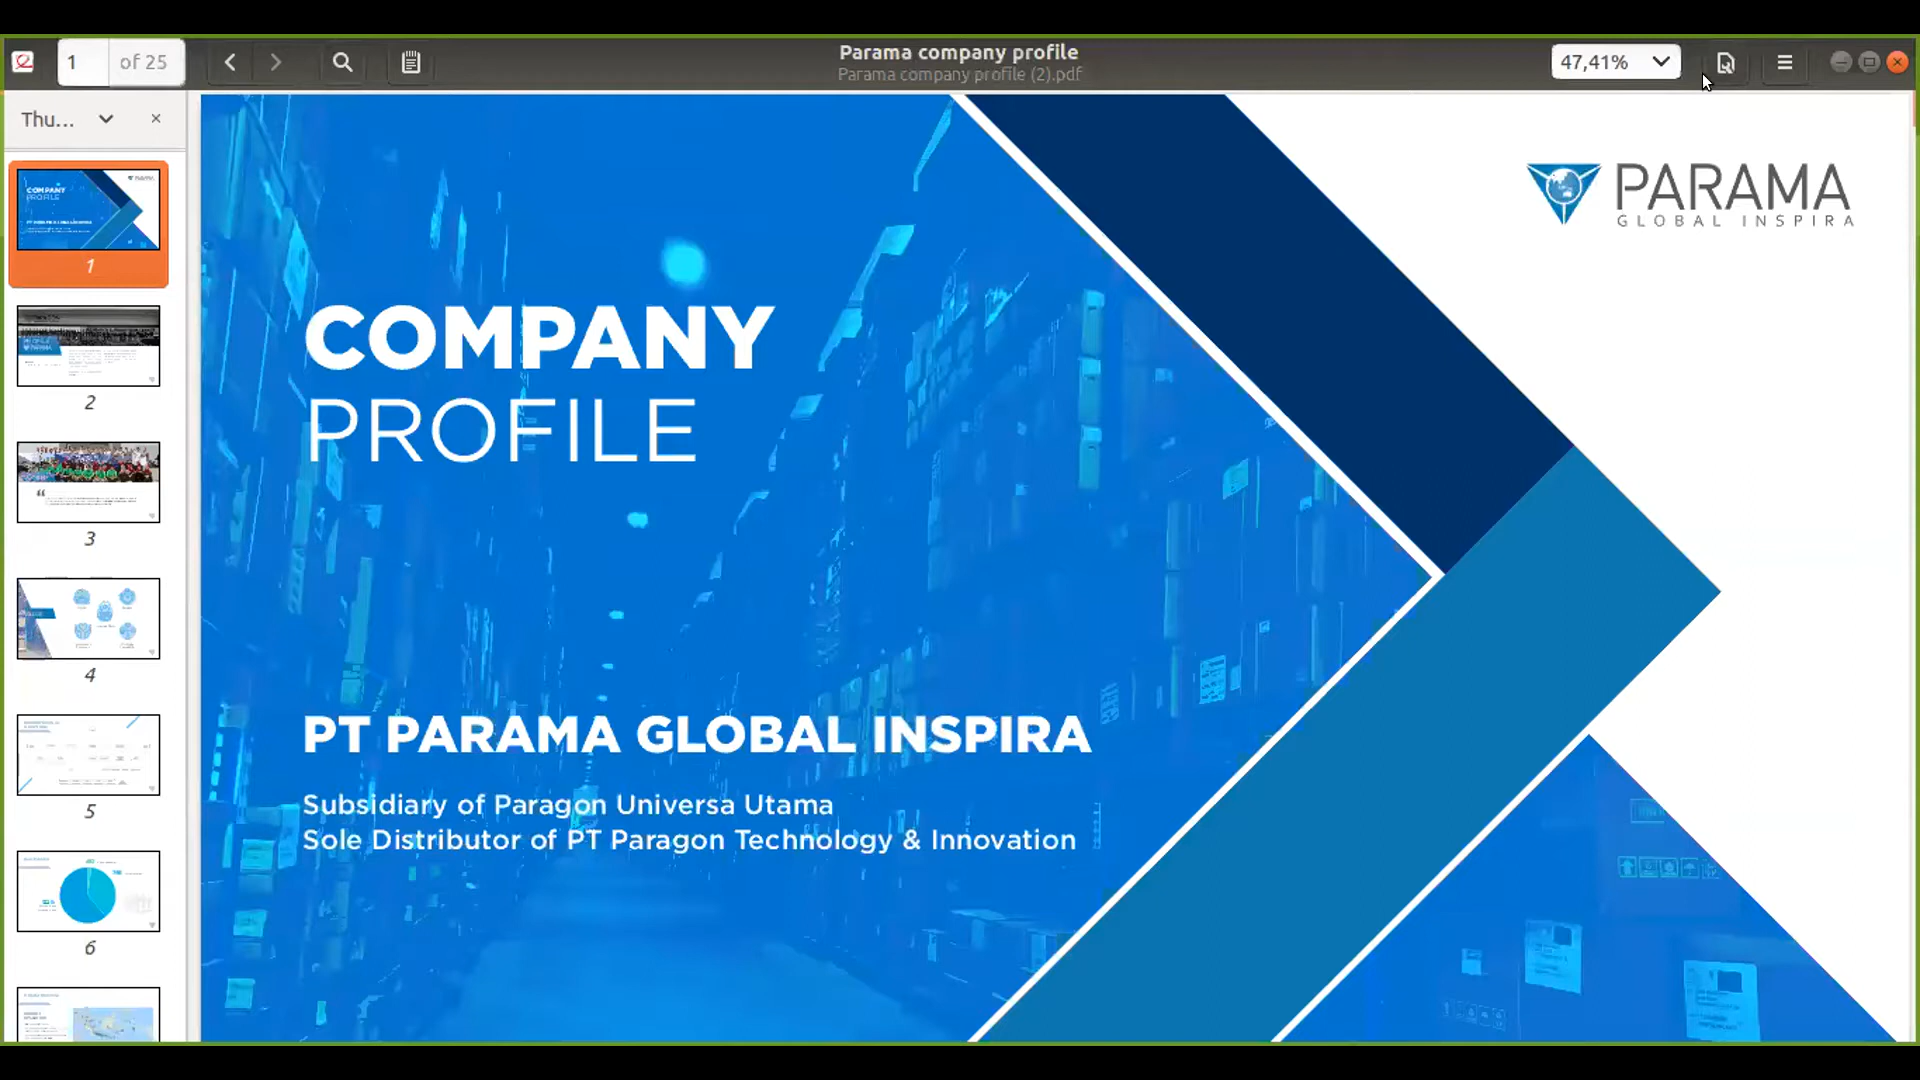 1
of 25
Parama company profile
Parama company profile (2).pdf
47,41%
Thu...
COMPANY
PROFILE
1
2
3
4
5
6
PARAMA
GLOBAL INSPIRA
COMPANY
PROFILE
PT PARAMA GLOBAL INSPIRA
Subsidiary of Paragon Universa Utama
Sole Distributor of PT Paragon Technology & Innovation